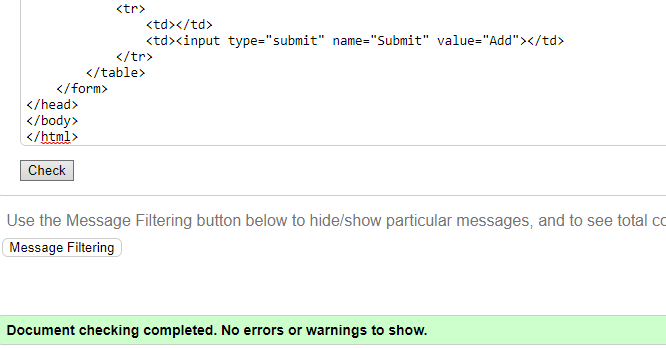 <tr>
<td></td>
<td><input type="submit" name="Submit" value="Add"></td>
</tr>
</table>
</form>
</head>
</body>
</html>
Check
Use the Message Filtering button below to hide/show particular messages, and to see total
Message Filtering
Document checking completed. No errors or warnings to show.